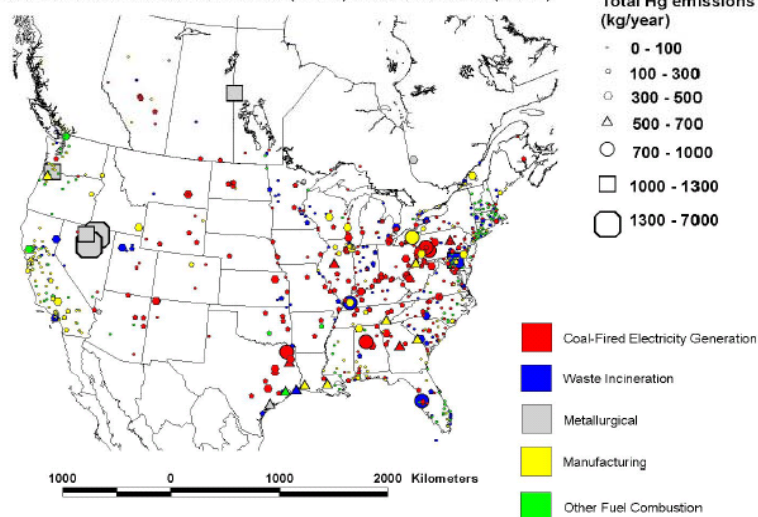 Total Hg emissions
(kg/year)
0 - 100
100 - 300
300 - 500
500 - 700
700 - 1000
1000 - 1300
1300 - 7000
Coal-Fired Electricity Generation
Waste Incineration
Metallurgical
Manufacturing
Other Fuel Combustion
1000 0 1000 2000 Kilometers